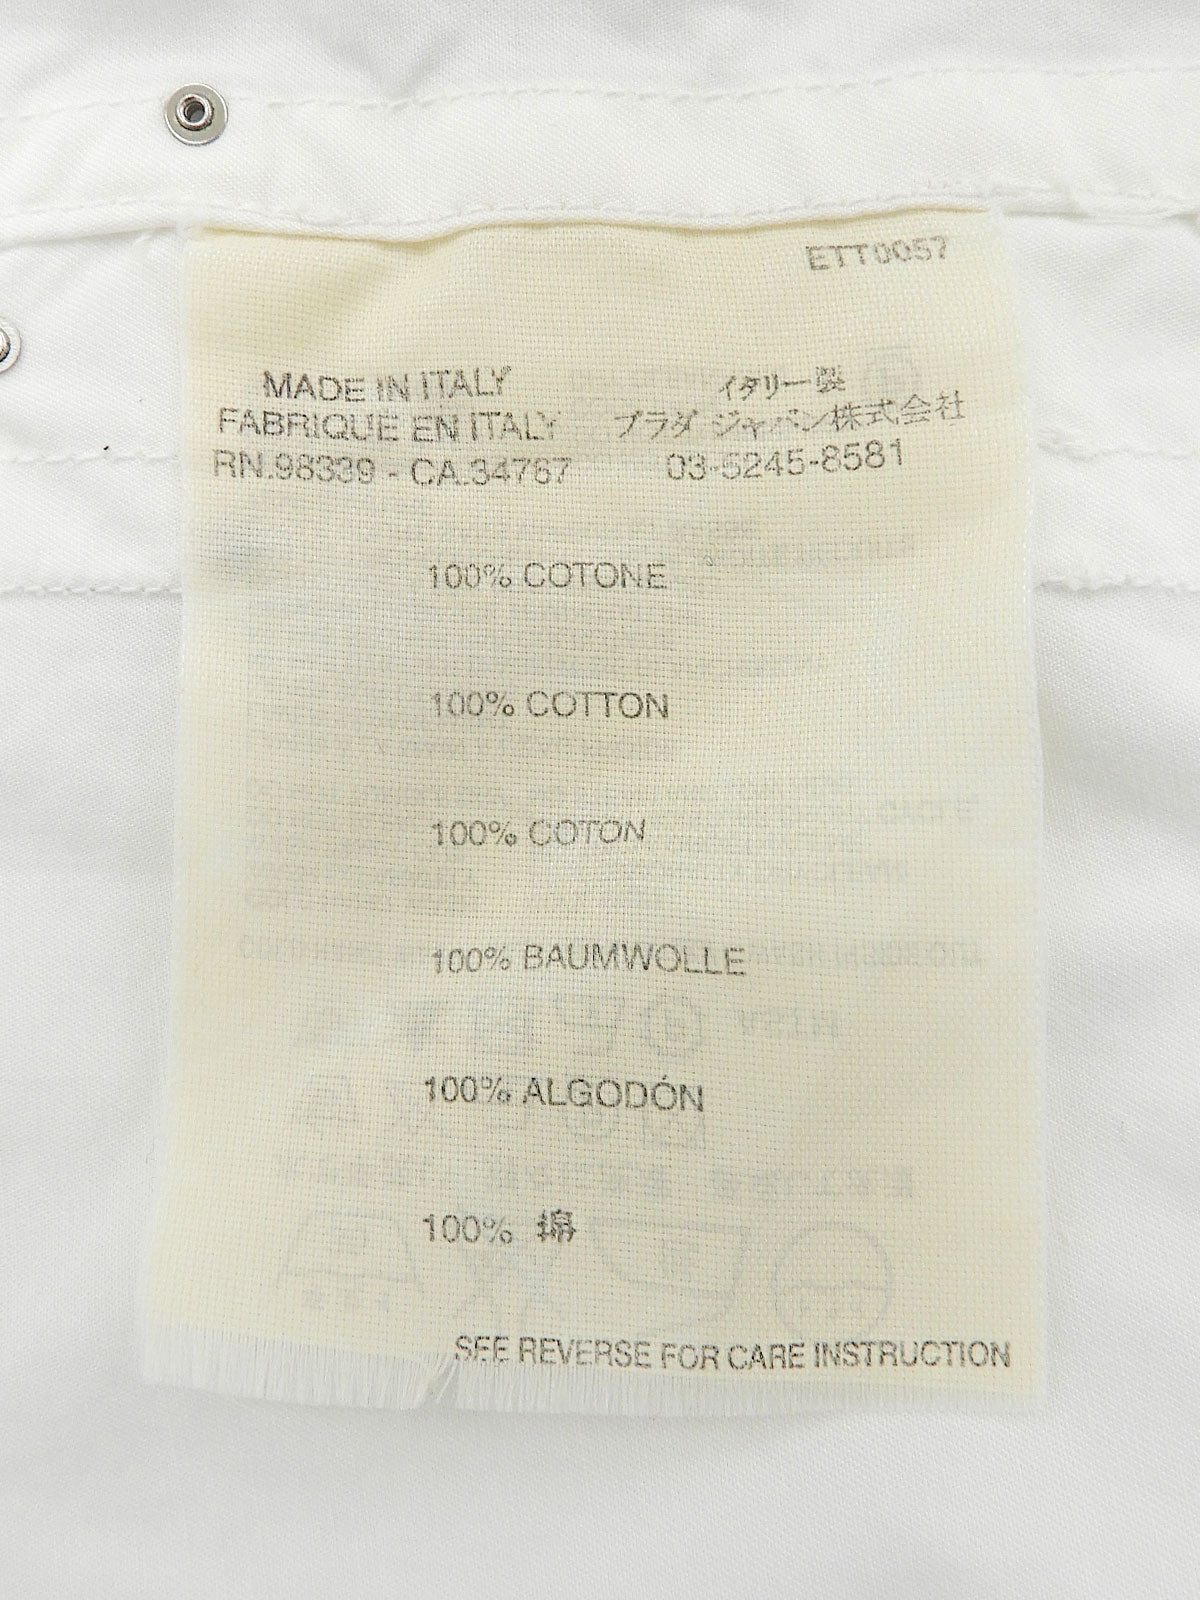 ETT0057
MADE IN ITALY
FABRIQUE EN ITALY
RN.98339 - CA.34767
イタリー製
プラダ ジャパン株式会社
03-5245-8581
100% COTONE
100% COTTON
100% COTON
100% BAUMWOLLE
100% ALGODÓN
100% 綿
SEE REVERSE FOR CARE INSTRUCTION